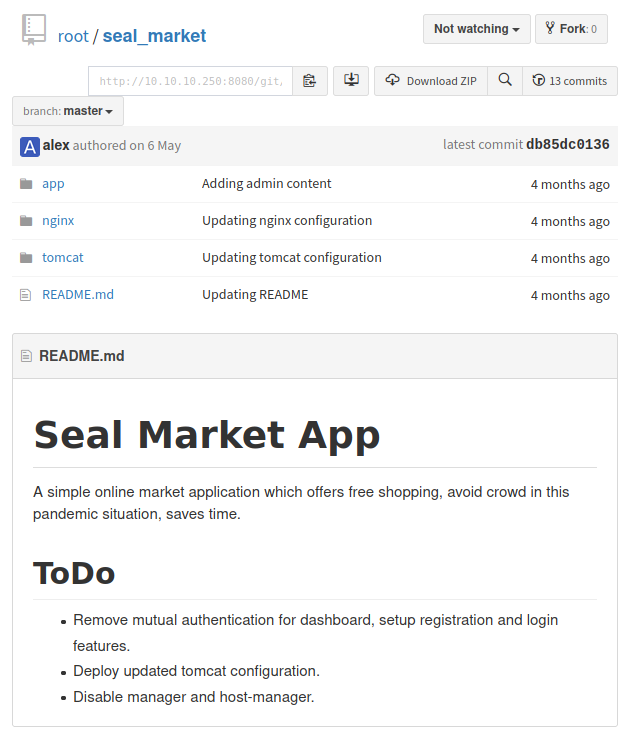 root / seal_market
Not watching
Fork: 0
http://10.10.10.250:8080/git,
Download ZIP
13 commits
branch: master
A alex authored on 6 May
latest commit db85dc0136
app Adding admin content 4 months ago
nginx Updating nginx configuration 4 months ago
tomcat Updating tomcat configuration 4 months ago
README.md Updating README 4 months ago
README.md
Seal Market App
A simple online market application which offers free shopping, avoid crowd in this
pandemic situation, saves time.
ToDo
• Remove mutual authentication for dashboard, setup registration and login
features.
• Deploy updated tomcat configuration.
• Disable manager and host-manager.